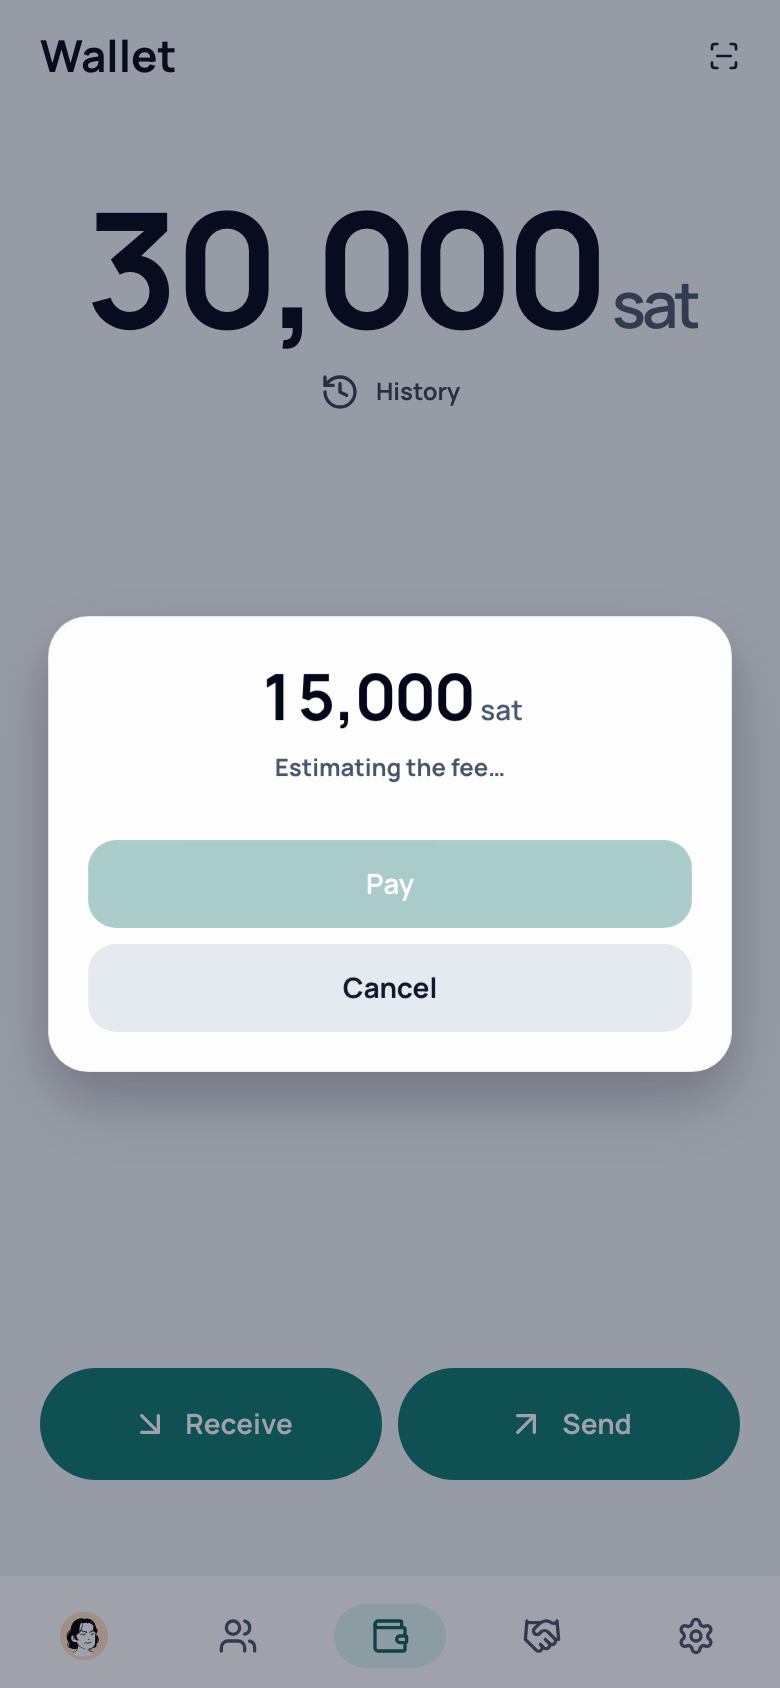 Wallet
30,000 sat
History
15,000 sat
Estimating the fee…
Pay
Cancel
Receive
Send